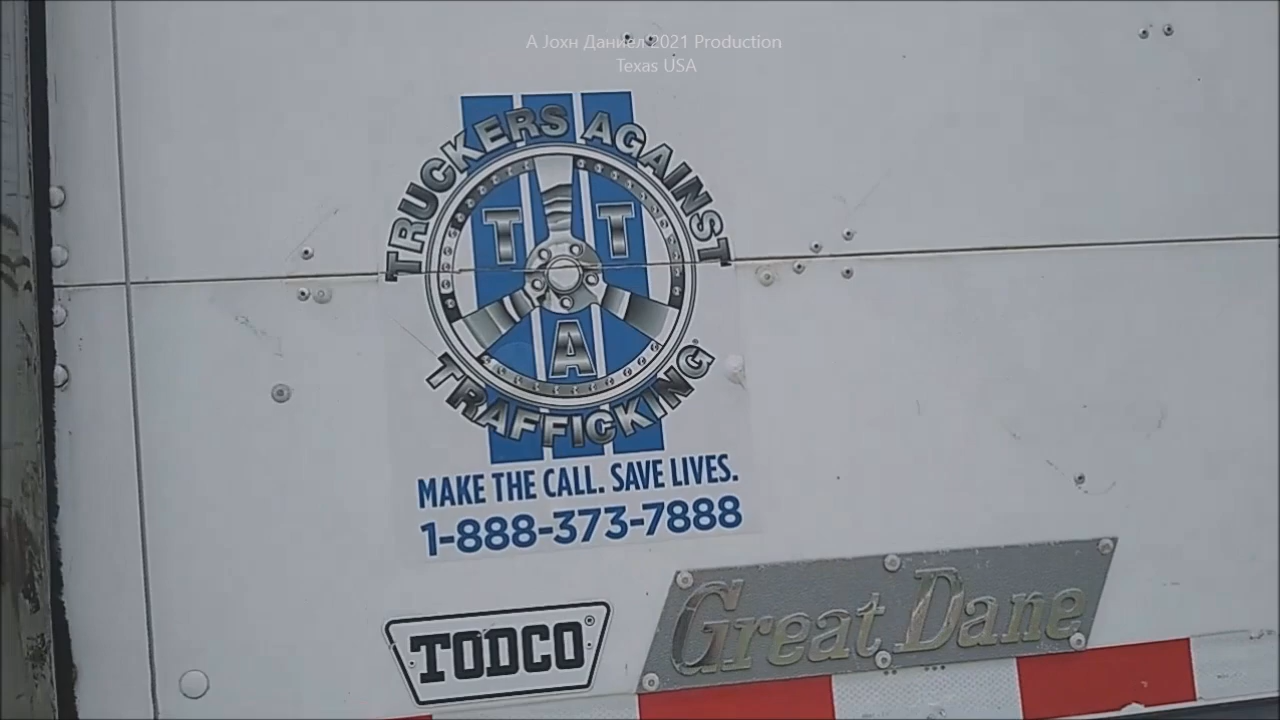 А Јохн Даниел 2021 Production
Texas USA
TRUCKERS AGAINST
T T
A
TRAFFICKING
MAKE THE CALL. SAVE LIVES.
1-888-373-7888
TODCO®
Great Dane